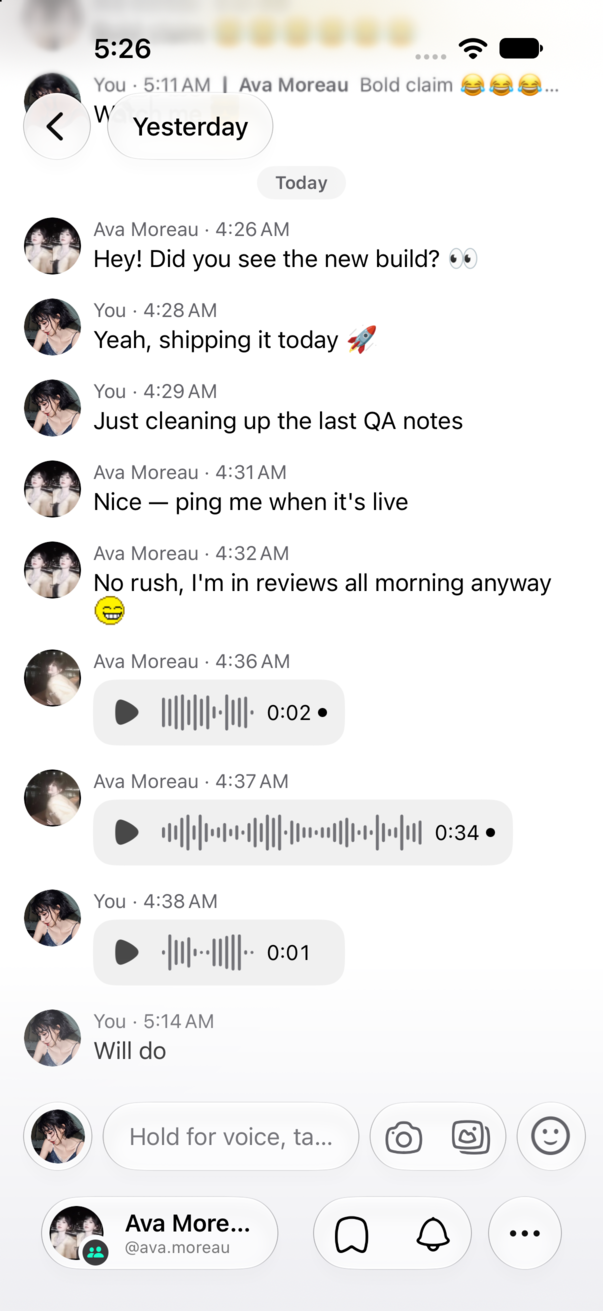 5:26
You · 5:11 AM | Ava Moreau Bold claim 😂😂😂...
Yesterday
Today
Ava Moreau · 4:26 AM
Hey! Did you see the new build? 👀
You · 4:28 AM
Yeah, shipping it today 🚀
You · 4:29 AM
Just cleaning up the last QA notes
Ava Moreau · 4:31 AM
Nice — ping me when it's live
Ava Moreau · 4:32 AM
No rush, I'm in reviews all morning anyway
😁
Ava Moreau · 4:36 AM
0:02
Ava Moreau · 4:37 AM
0:34
You · 4:38 AM
0:01
You · 5:14 AM
Will do
Hold for voice, ta...
Ava More...
@ava.moreau